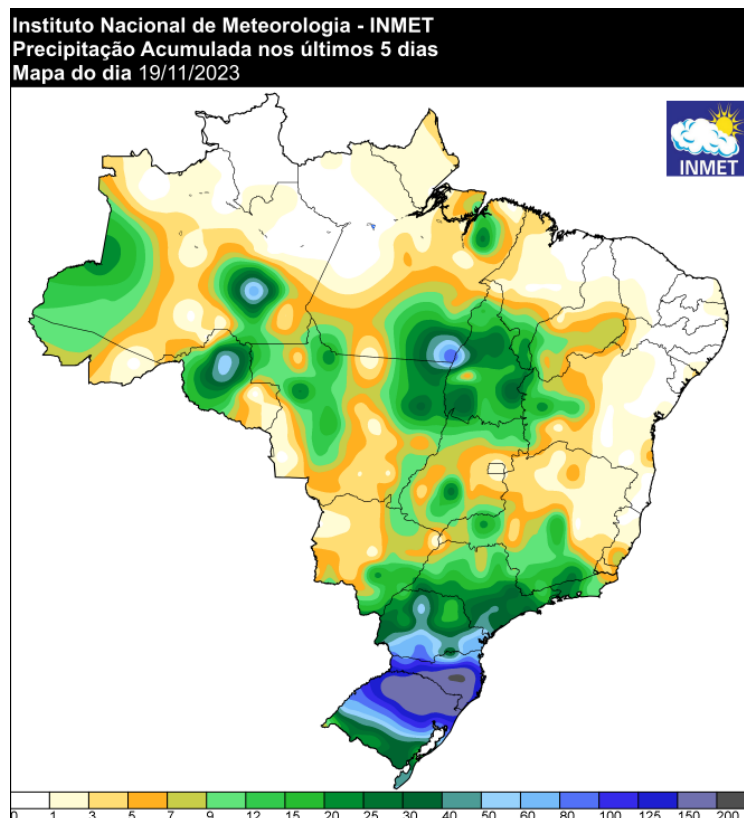 Instituto Nacional de Meteorologia - INMET
Precipitação Acumulada nos últimos 5 dias
Mapa do dia 19/11/2023
INMET
0 1 3 5 7 9 12 15 20 25 30 40 50 60 80 100 125 150 200